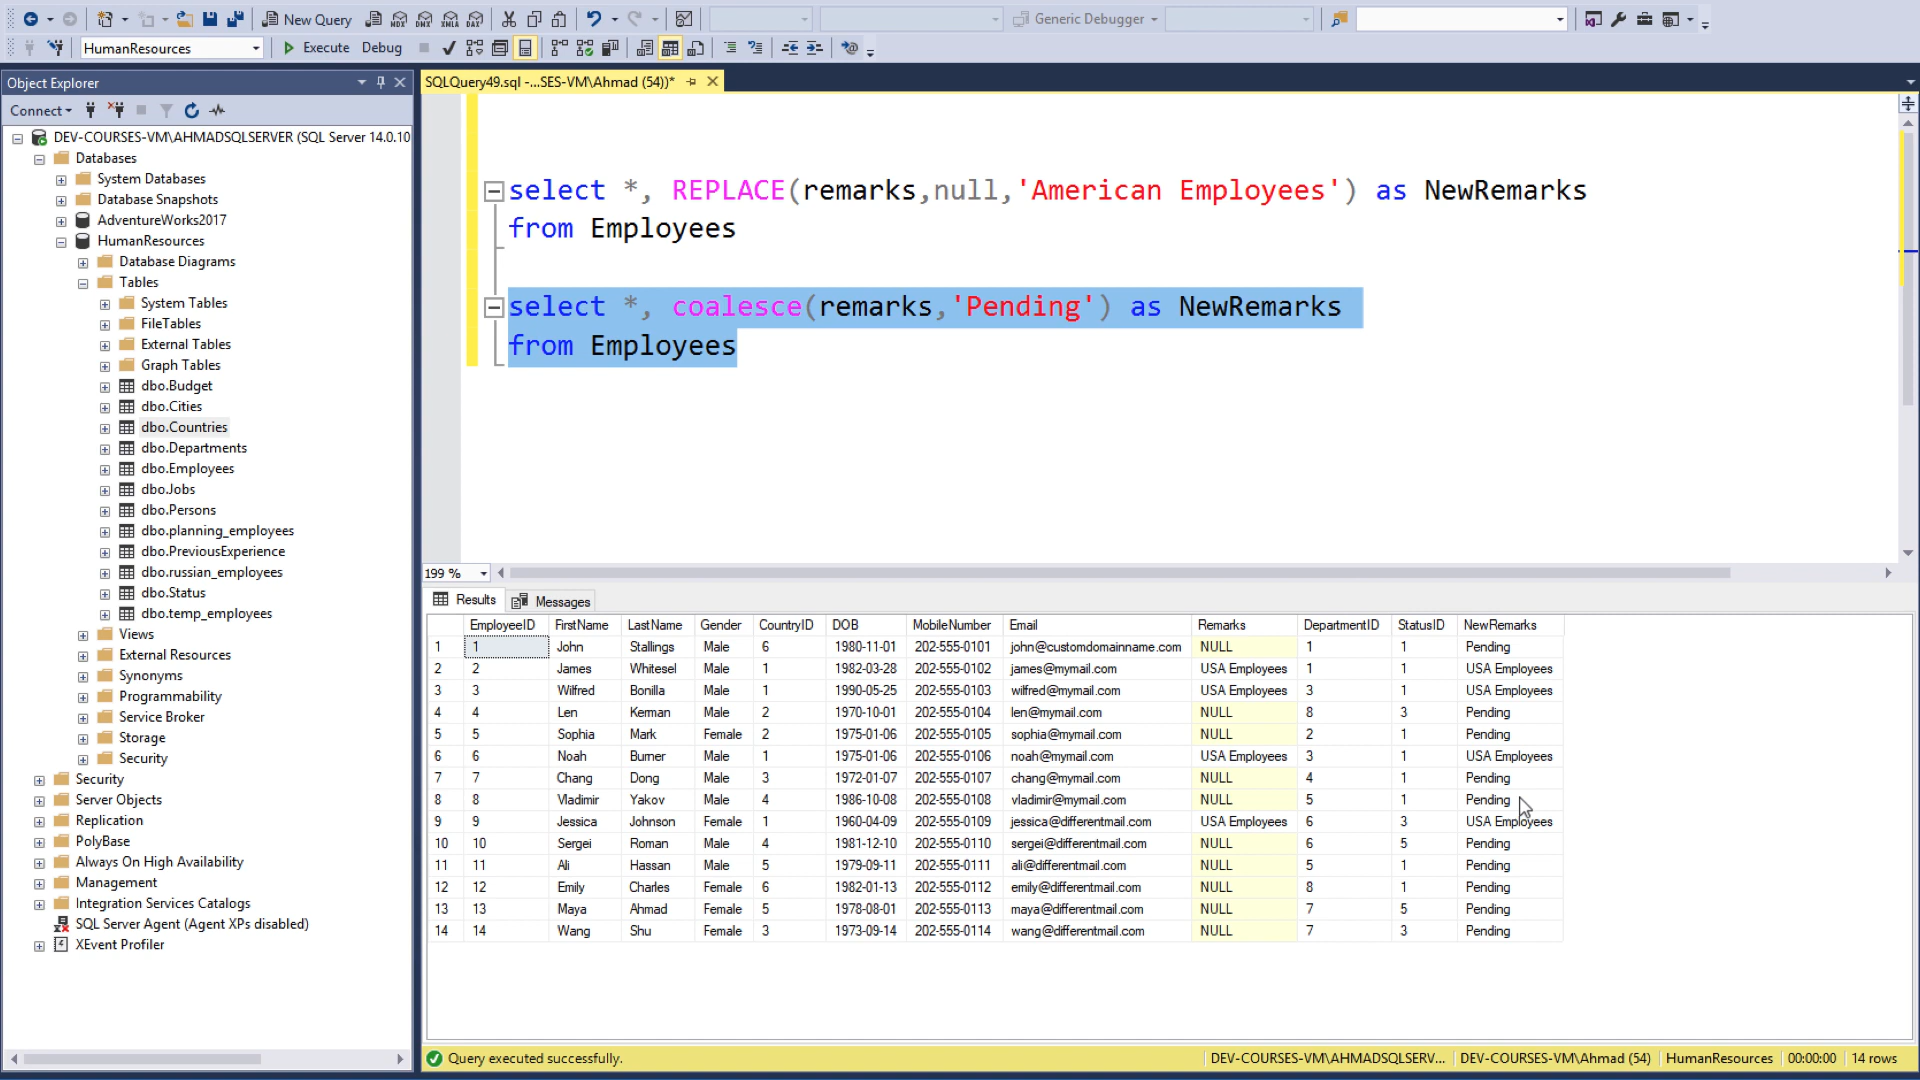 New Query
Generic Debugger
HumanResources
Execute
Debug
Object Explorer
SQLQuery49.sql -...SES-VM\Ahmad (54))*
Connect
DEV-COURSES-VM\AHMADSQLSERVER (SQL Server 14.0.10
Databases
System Databases
Database Snapshots
AdventureWorks2017
HumanResources
Database Diagrams
Tables
System Tables
FileTables
External Tables
Graph Tables
dbo.Budget
dbo.Cities
dbo.Countries
dbo.Departments
dbo.Employees
dbo.Jobs
dbo.Persons
dbo.planning_employees
dbo.PreviousExperience
dbo.russian_employees
dbo.Status
dbo.temp_employees
Views
External Resources
Synonyms
Programmability
Service Broker
Storage
Security
Security
Server Objects
Replication
PolyBase
Always On High Availability
Management
Integration Services Catalogs
SQL Server Agent (Agent XPs disabled)
XEvent Profiler
select *, REPLACE(remarks,null,'American Employees') as NewRemarks
from Employees
select *, coalesce(remarks,'Pending') as NewRemarks
from Employees
199 %
Results Messages
EmployeeID FirstName LastName Gender CountryID DOB MobileNumber Email Remarks DepartmentID StatusID NewRemarks
1 1 John Stallings Male 6 1980-11-01 202-555-0101 john@customdomainname.com NULL 1 1 Pending
2 2 James Whitesel Male 1 1982-03-28 202-555-0102 james@mymail.com USA Employees 1 1 USA Employees
3 3 Wilfred Bonilla Male 1 1990-05-25 202-555-0103 wilfred@mymail.com USA Employees 3 1 USA Employees
4 4 Len Kerman Male 2 1970-10-01 202-555-0104 len@mymail.com NULL 8 3 Pending
5 5 Sophia Mark Female 2 1975-01-06 202-555-0105 sophia@mymail.com NULL 2 1 Pending
6 6 Noah Burner Male 1 1975-01-06 202-555-0106 noah@mymail.com USA Employees 3 1 USA Employees
7 7 Chang Dong Male 3 1972-01-07 202-555-0107 chang@mymail.com NULL 4 1 Pending
8 8 Vladimir Yakov Male 4 1986-10-08 202-555-0108 vladimir@mymail.com NULL 5 1 Pending
9 9 Jessica Johnson Female 1 1960-04-09 202-555-0109 jessica@differentmail.com USA Employees 6 3 USA Employees
10 10 Sergei Roman Male 4 1981-12-10 202-555-0110 sergei@differentmail.com NULL 6 5 Pending
11 11 Ali Hassan Male 5 1979-09-11 202-555-0111 ali@differentmail.com NULL 5 1 Pending
12 12 Emily Charles Female 6 1982-01-13 202-555-0112 emily@differentmail.com NULL 8 1 Pending
13 13 Maya Ahmad Female 5 1978-08-01 202-555-0113 maya@differentmail.com NULL 7 5 Pending
14 14 Wang Shu Female 3 1973-09-14 202-555-0114 wang@differentmail.com NULL 7 3 Pending
Query executed successfully.
DEV-COURSES-VM\AHMADSQLSERV... DEV-COURSES-VM\Ahmad (54) HumanResources 00:00:00 14 rows